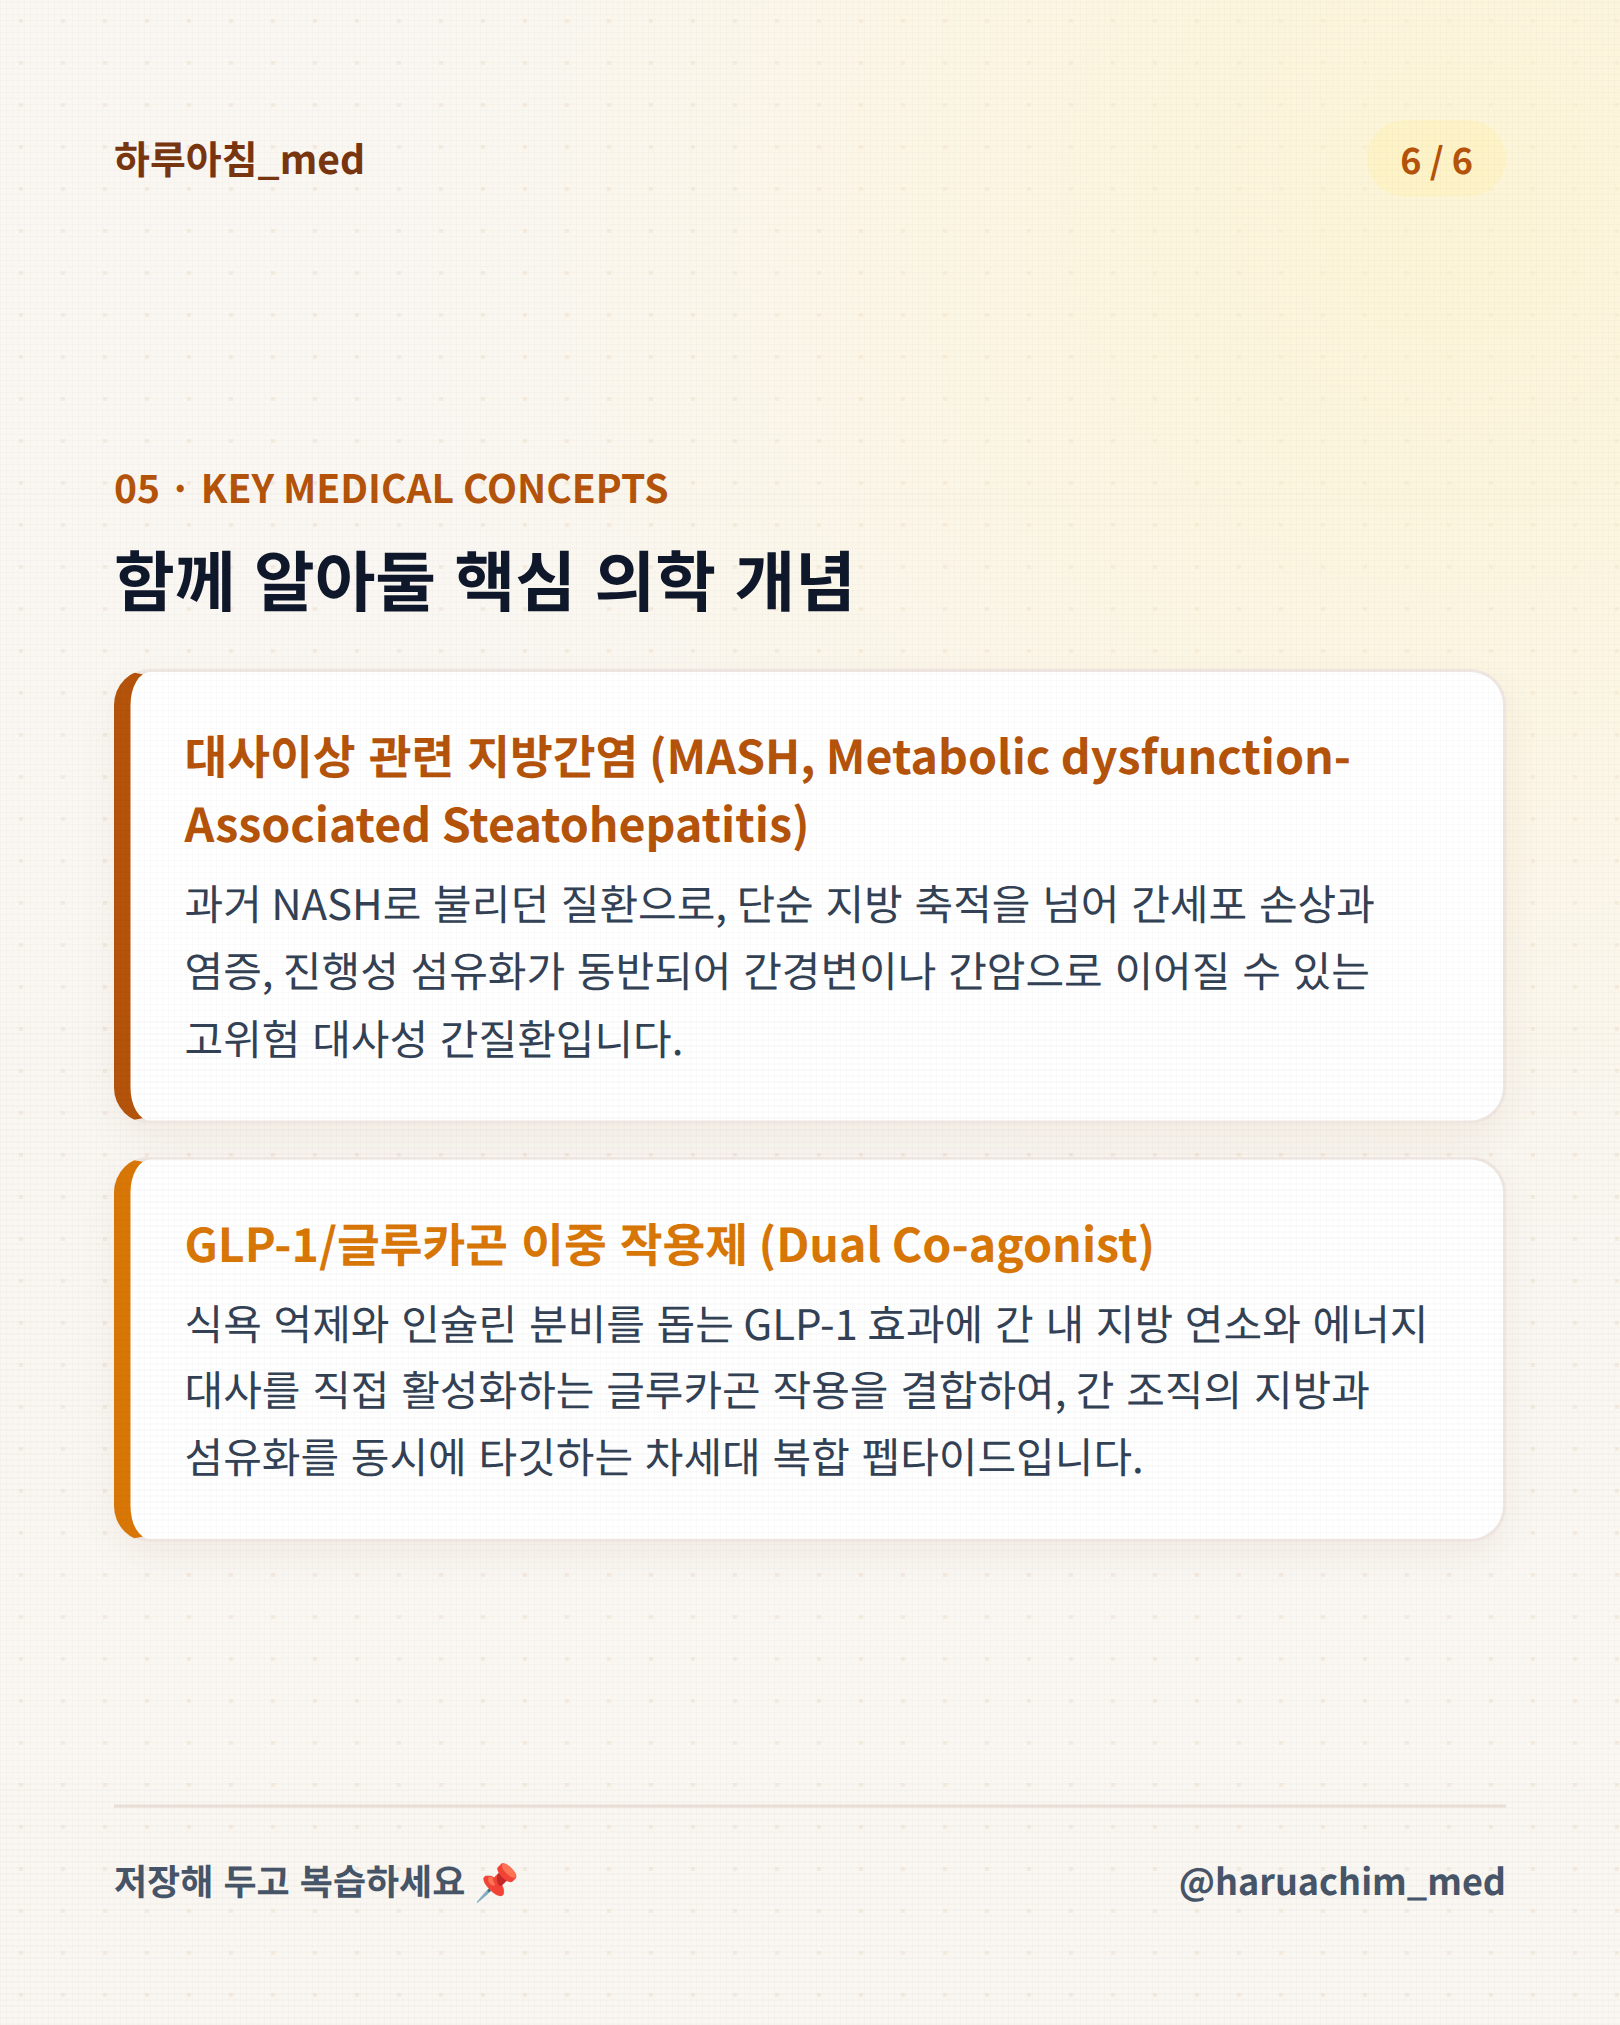 하루아침_med
6 / 6
05 · KEY MEDICAL CONCEPTS
함께 알아둘 핵심 의학 개념
대사이상 관련 지방간염 (MASH, Metabolic dysfunction-
Associated Steatohepatitis)
과거 NASH로 불리던 질환으로, 단순 지방 축적을 넘어 간세포 손상과
염증, 진행성 섬유화가 동반되어 간경변이나 간암으로 이어질 수 있는
고위험 대사성 간질환입니다.
GLP-1/글루카곤 이중 작용제 (Dual Co-agonist)
식욕 억제와 인슐린 분비를 돕는 GLP-1 효과에 간 내 지방 연소와 에너지
대사를 직접 활성화하는 글루카곤 작용을 결합하여, 간 조직의 지방과
섬유화를 동시에 타깃하는 차세대 복합 펩타이드입니다.
저장해 두고 복습하세요 📌
@haruachim_med